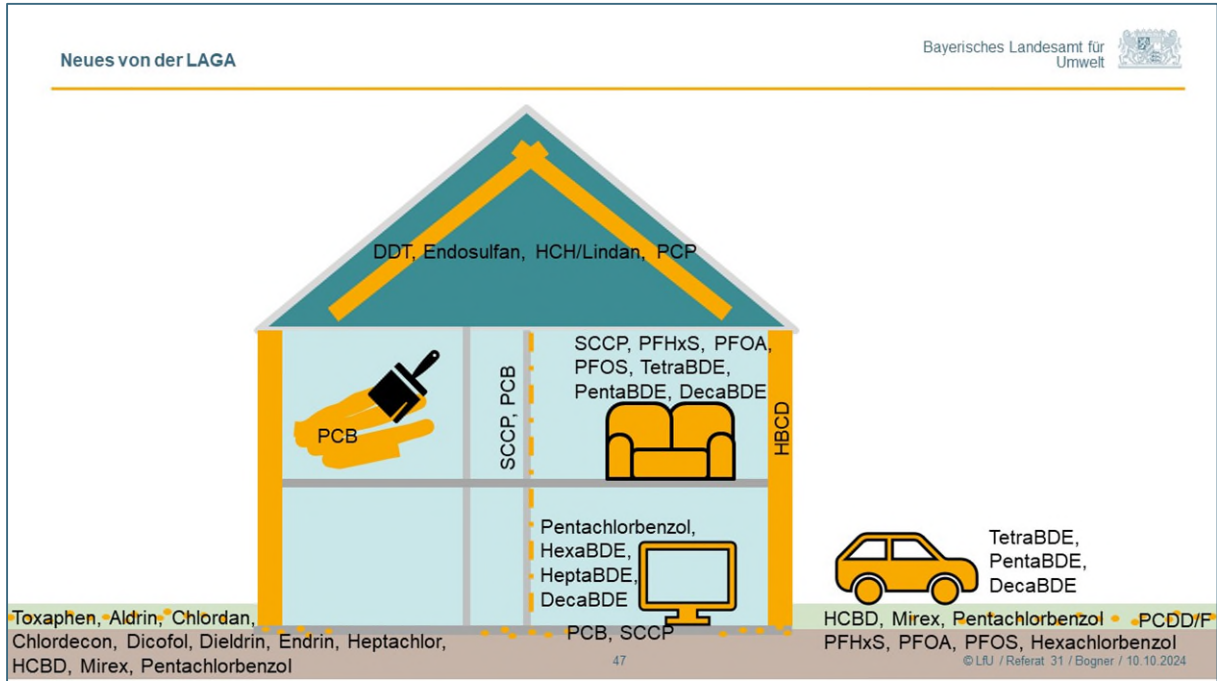 Neues von der LAGA
Bayerisches Landesamt für
Umwelt
DDT, Endosulfan, HCH/Lindan, PCP
PCB
SCCP, PCB
SCCP, PFHxS, PFOA,
PFOS, TetraBDE,
PentaBDE, DecaBDE
HBCD
Pentachlorbenzol,
HexaBDE,
HeptaBDE,
DecaBDE
TetraBDE,
PentaBDE,
DecaBDE
Toxaphen, Aldrin, Chlordan,
Chlordecon, Dicofol, Dieldrin, Endrin, Heptachlor,
HCBD, Mirex, Pentachlorbenzol
PCB, SCCP
HCBD, Mirex, Pentachlorbenzol
PCDD/F
PFHxS, PFOA, PFOS, Hexachlorbenzol
47
© LfU / Referat 31 / Bogner / 10.10.2024